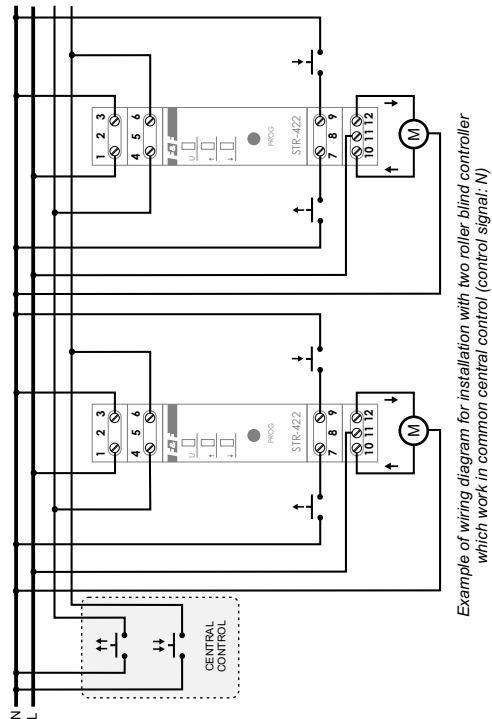 N
L
CENTRAL
CONTROL
1 2 3
4 5 6
F&F
U
PROG
STR-422
7 8 9
10 11 12
M
1 2 3
4 5 6
F&F
U
PROG
STR-422
7 8 9
10 11 12
M
Example of wiring diagram for installation with two roller blind controller
which work in common central control (control signal: N)